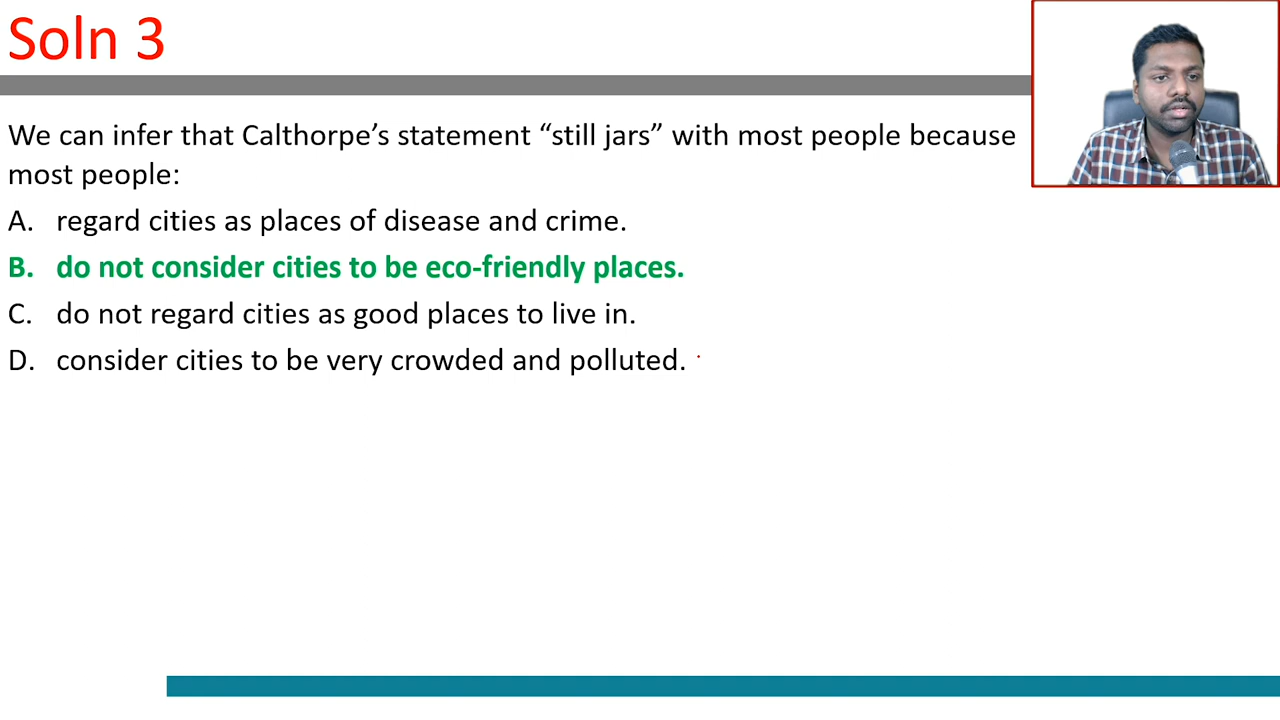 Soln 3
We can infer that Calthorpe’s statement “still jars” with most people because
most people:
A. regard cities as places of disease and crime.
B. do not consider cities to be eco-friendly places.
C. do not regard cities as good places to live in.
D. consider cities to be very crowded and polluted.